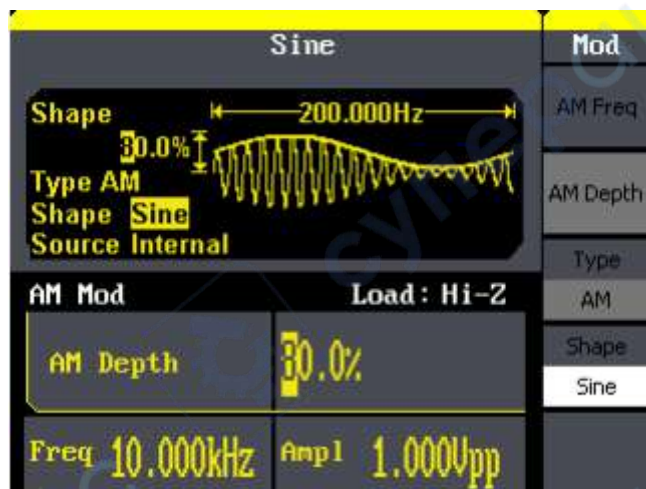 Sine
Mod
Shape
200.000Hz
80.0%
Type AM
Shape Sine
Source Internal
AM Freq
AM Depth
Type
AM
Shape
Sine
AM Mod Load: Hi-Z
AM Depth 80.0%
Freq 10.000kHz Ampl 1.000Vpp